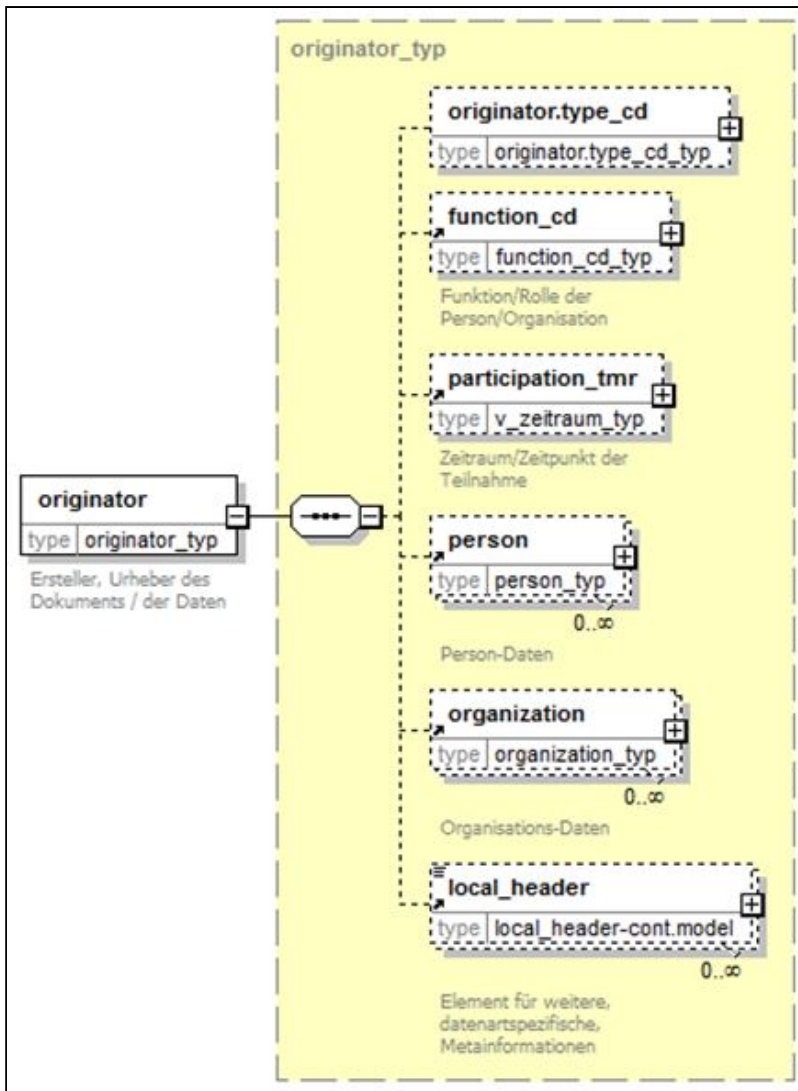 originator_typ
originator.type_cd
type originator.type_cd_typ
function_cd
type function_cd_typ
Funktion/Rolle der
Person/Organisation
participation_tmr
type v_zeitraum_typ
Zeitraum/Zeitpunkt der
Teilnahme
originator
type originator_typ
Ersteller, Urheber des
Dokuments / der Daten
person
type person_typ
0..∞
Person-Daten
organization
type organization_typ
0..∞
Organisations-Daten
local_header
type local_header-cont.model
0..∞
Element für weitere,
datenartspezifische,
Metainformationen